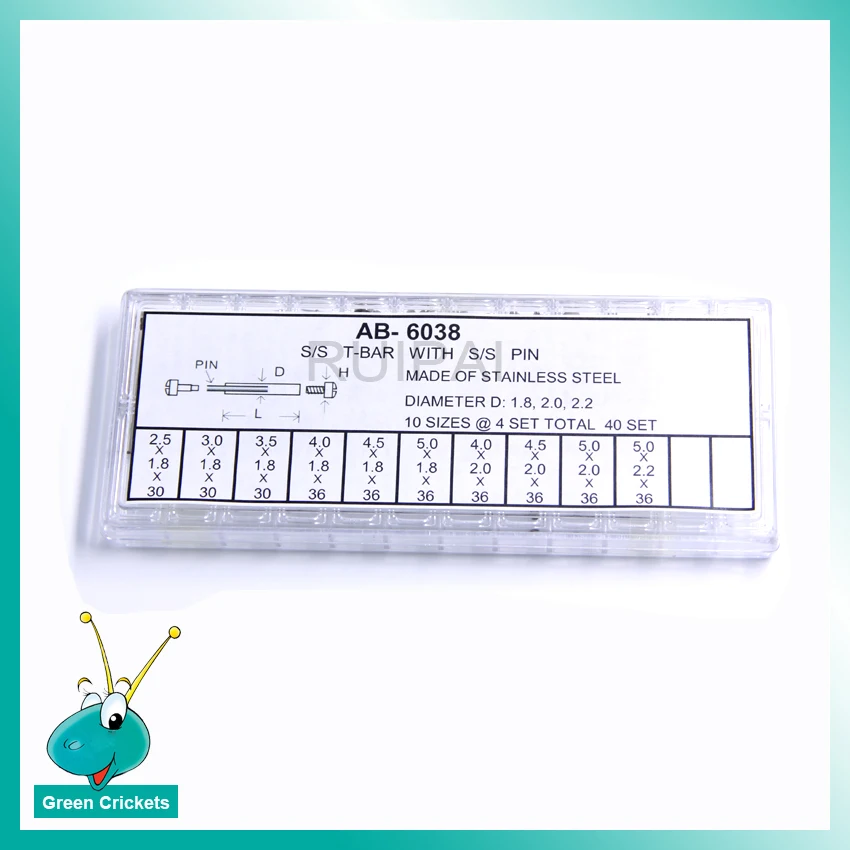 AB- 6038
S/S T-BAR WITH S/S PIN
RUIPAI
PIN D H
L
MADE OF STAINLESS STEEL
DIAMETER D: 1.8, 2.0, 2.2
10 SIZES @ 4 SET TOTAL 40 SET
2.5 3.0 3.5 4.0 4.5 5.0 4.0 4.5 5.0 5.0
X X X X X X X X X X
1.8 1.8 1.8 1.8 1.8 1.8 2.0 2.0 2.0 2.2
X X X X X X X X X X
30 30 30 36 36 36 36 36 36 36
Green Crickets